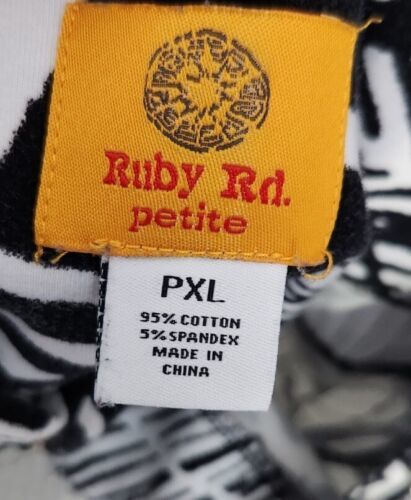 Ruby Rd.
petite
PXL
95% COTTON
5% SPANDEX
MADE IN
CHINA